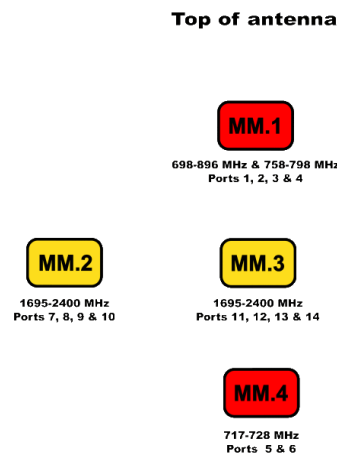 Top of antenna
MM.1
698-896 MHz & 758-798 MHz
Ports 1, 2, 3 & 4
MM.2
1695-2400 MHz
Ports 7, 8, 9 & 10
MM.3
1695-2400 MHz
Ports 11, 12, 13 & 14
MM.4
717-728 MHz
Ports 5 & 6